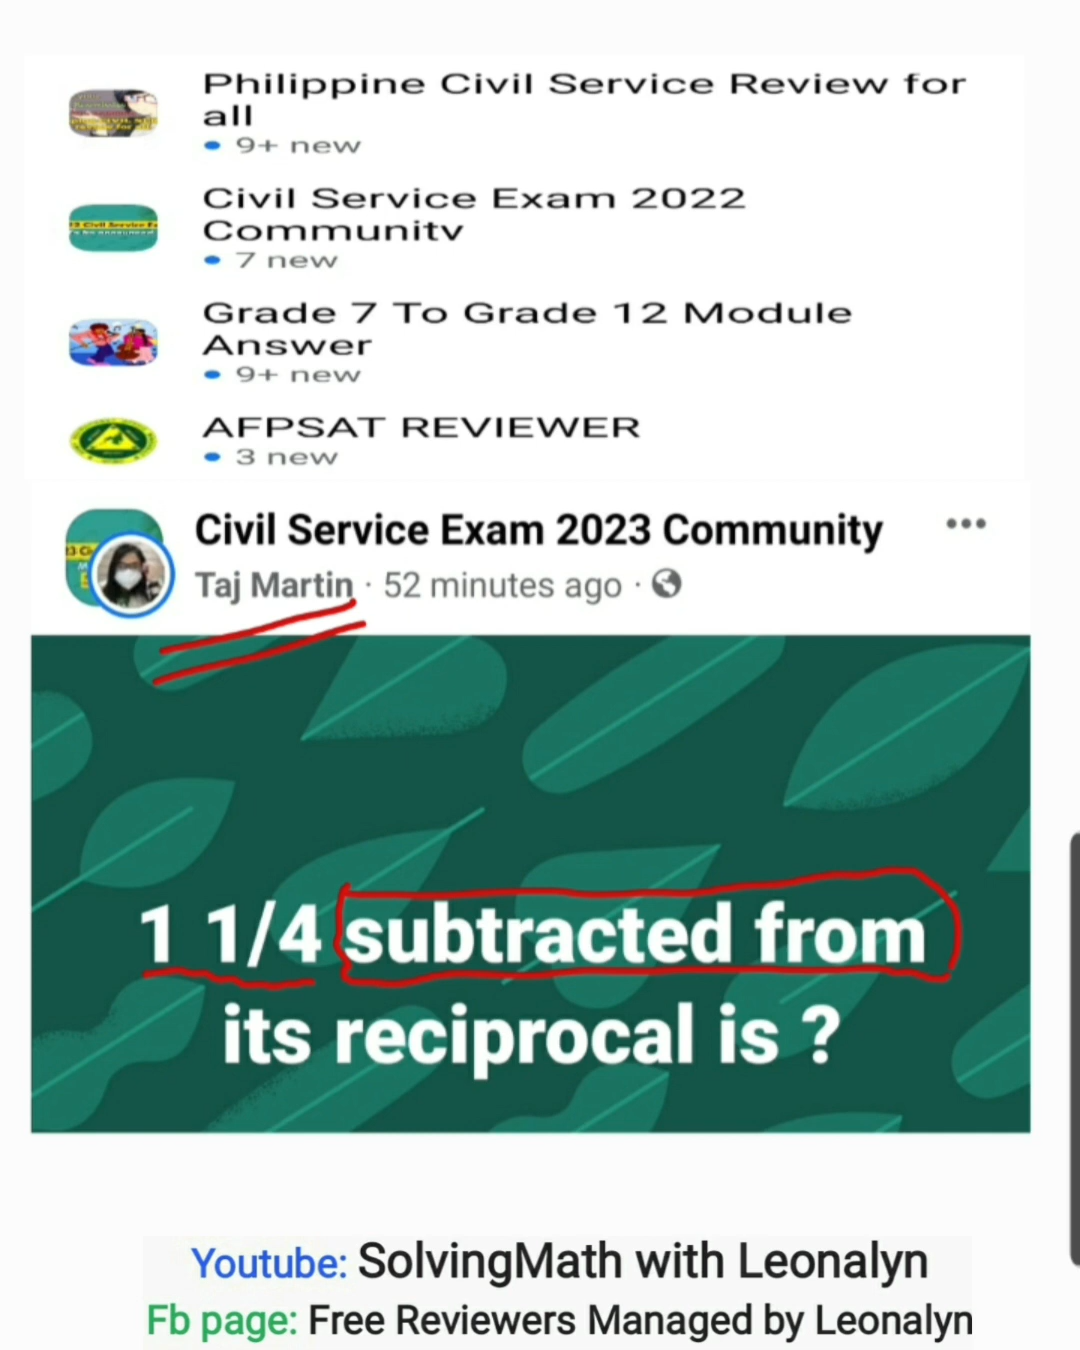 Philippine Civil Service Review for
all
9+ new
Civil Service Exam 2022
Community
7 new
Grade 7 To Grade 12 Module
Answer
9+ new
AFPSAT REVIEWER
3 new
Civil Service Exam 2023 Community
Taj Martin · 52 minutes ago ·
1 1/4 subtracted from
its reciprocal is ?
Youtube: SolvingMath with Leonalyn
Fb page: Free Reviewers Managed by Leonalyn